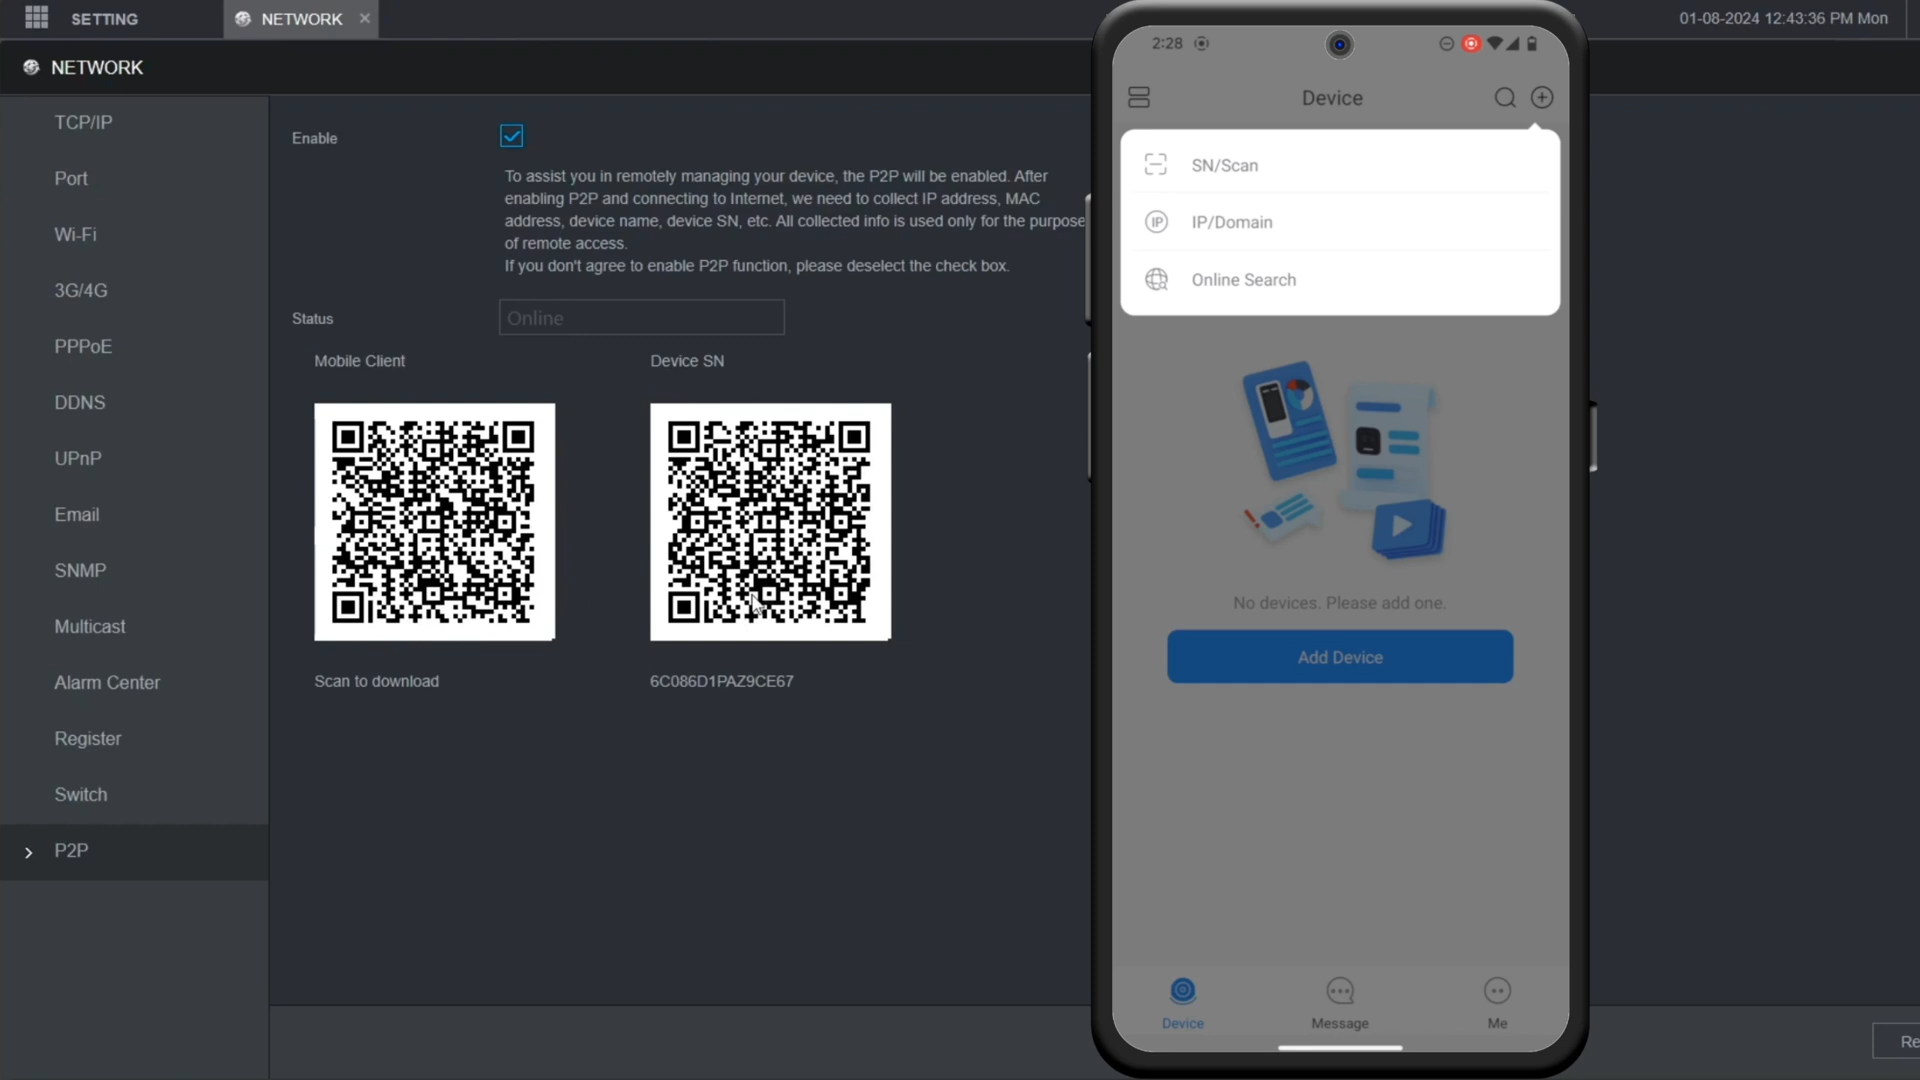 SETTING
NETWORK
01-08-2024 12:43:36 PM Mon
NETWORK
TCP/IP
Port
Wi-Fi
3G/4G
PPPoE
DDNS
UPnP
Email
SNMP
Multicast
Alarm Center
Register
Switch
P2P
Enable
To assist you in remotely managing your device, the P2P will be enabled. After
enabling P2P and connecting to Internet, we need to collect IP address, MAC
address, device name, device SN, etc. All collected info is used only for the purpose
of remote access.
If you don't agree to enable P2P function, please deselect the check box.
Status
Online
Mobile Client
Device SN
Scan to download
6C086D1PAZ9CE67
2:28
Device
SN/Scan
IP
IP/Domain
Online Search
No devices. Please add one.
Add Device
Device
Message
Me
Re